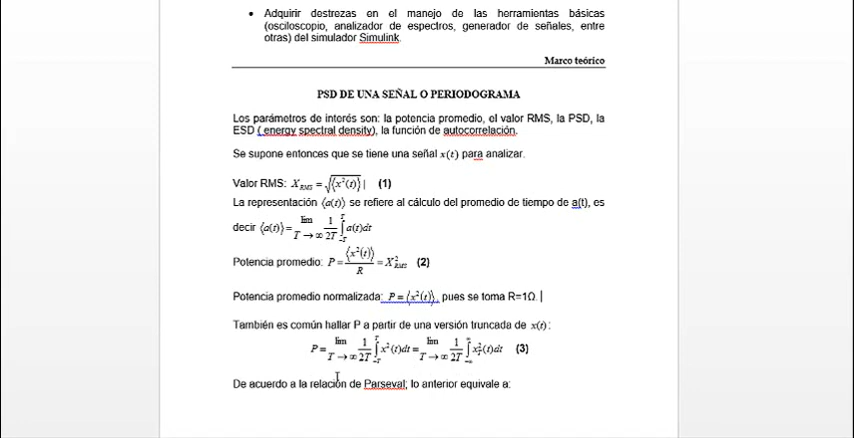 • Adquirir destrezas en el manejo de las herramientas básicas
(osciloscopio, analizador de espectros, generador de señales, entre
otras) del simulador Simulink.
Marco teórico
PSD DE UNA SEÑAL O PERIODOGRAMA
Los parámetros de interés son: la potencia promedio, el valor RMS, la PSD, la
ESD ( energy spectral density), la función de autocorrelación.
Se supone entonces que se tiene una señal x(t) para analizar.
Valor RMS: X_RMS = √⟨x²(t)⟩ | (1)
La representación ⟨a(t)⟩ se refiere al cálculo del promedio de tiempo de a(t), es
decir ⟨a(t)⟩ = lim T→∞ 1/2T ∫_{-T}^{T} a(t)dt
Potencia promedio: P = ⟨x²(t)⟩/R = X²_RMS (2)
Potencia promedio normalizada: P = ⟨x²(t)⟩, pues se toma R=1Ω.
También es común hallar P a partir de una versión truncada de x(t):
P = lim T→∞ 1/2T ∫_{-T}^{T} x²(t)dt = lim T→∞ 1/2T ∫_{-∞}^{∞} x²_T(t)dt (3)
De acuerdo a la relación de Parseval; lo anterior equivale a: